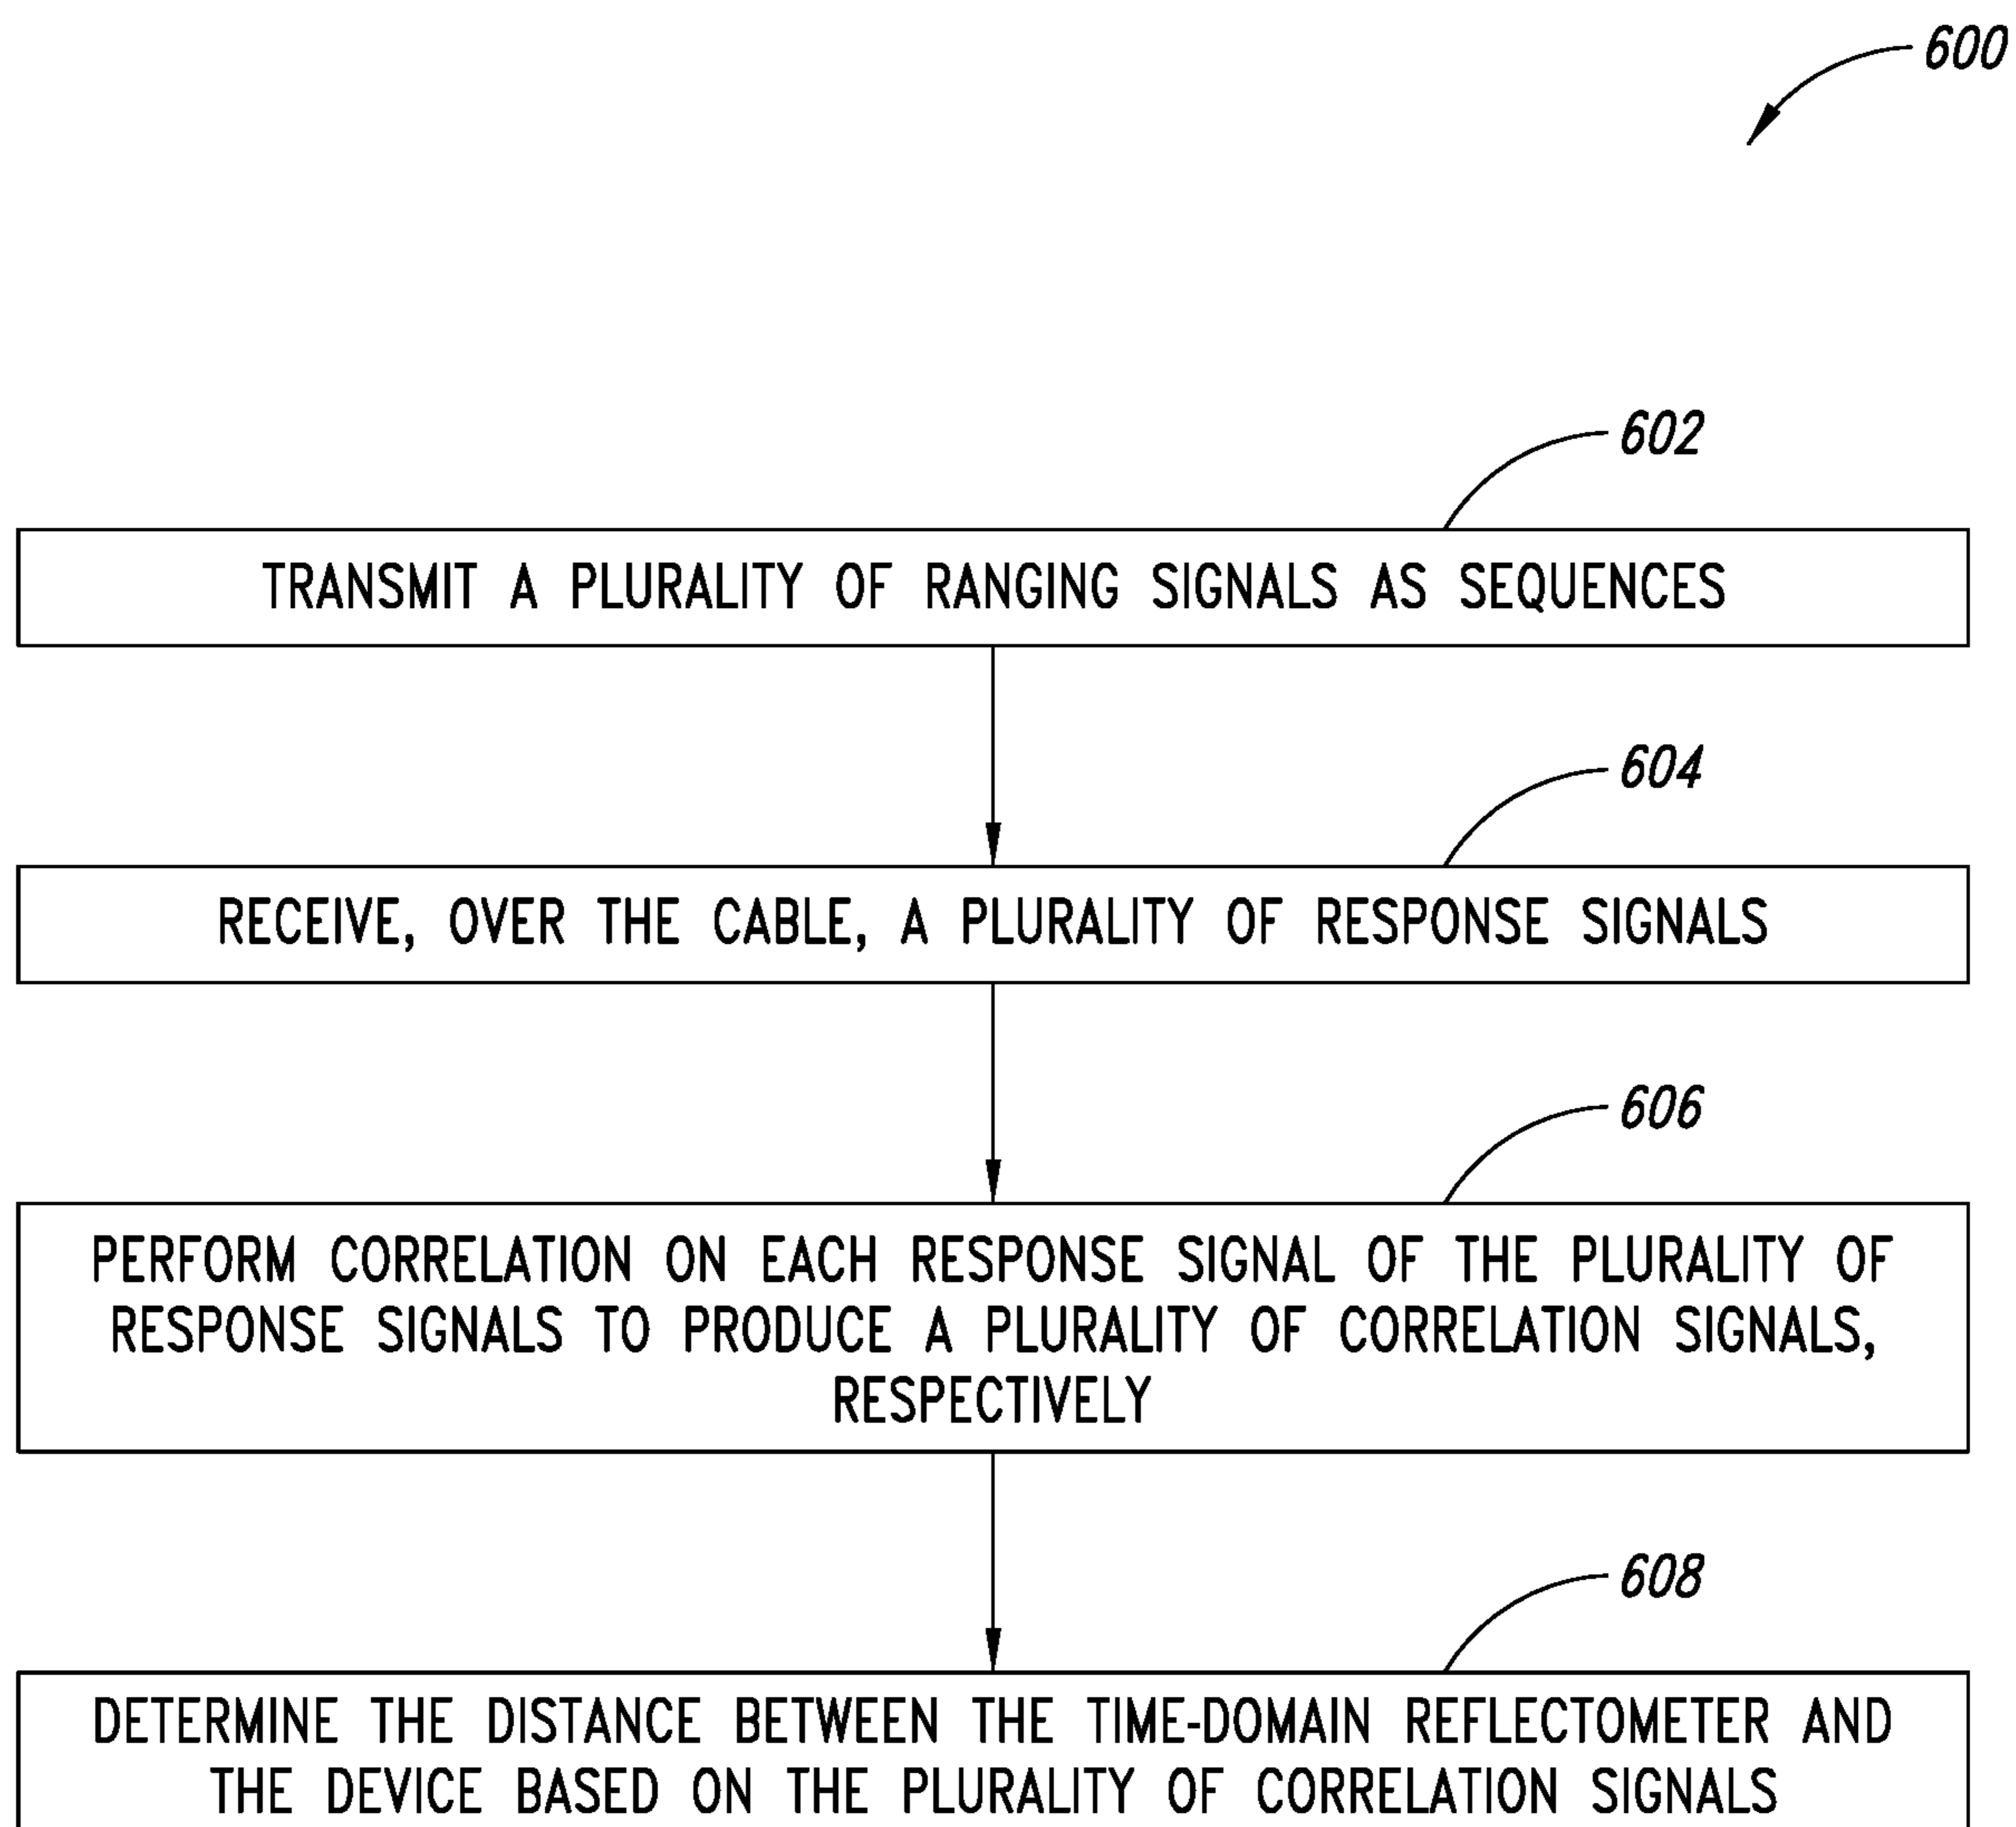 600
602
TRANSMIT A PLURALITY OF RANGING SIGNALS AS SEQUENCES
604
RECEIVE, OVER THE CABLE, A PLURALITY OF RESPONSE SIGNALS
606
PERFORM CORRELATION ON EACH RESPONSE SIGNAL OF THE PLURALITY OF
RESPONSE SIGNALS TO PRODUCE A PLURALITY OF CORRELATION SIGNALS,
RESPECTIVELY
608
DETERMINE THE DISTANCE BETWEEN THE TIME-DOMAIN REFLECTOMETER AND
THE DEVICE BASED ON THE PLURALITY OF CORRELATION SIGNALS